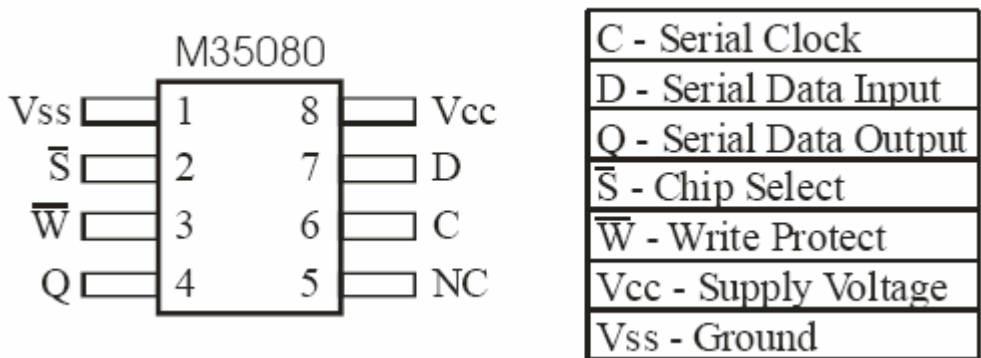 M35080
Vss 1 8 Vcc
S̅ 2 7 D
W̅ 3 6 C
Q 4 5 NC
C - Serial Clock
D - Serial Data Input
Q - Serial Data Output
S̅ - Chip Select
W̅ - Write Protect
Vcc - Supply Voltage
Vss - Ground